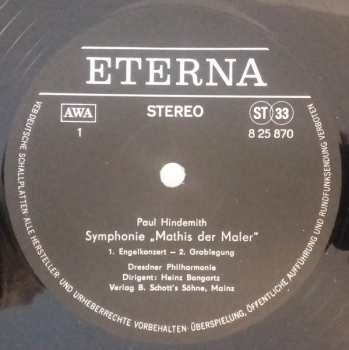 ETERNA
AWA STEREO ST 33
1 8 25 870
Paul Hindemith
Symphonie „Mathis der Maler“
1. Engelkonzert – 2. Grablegung
Dresdner Philharmonie
Dirigent: Heinz Bongartz
Verlag B. Schott's Söhne, Mainz
VEB DEUTSCHE SCHALLPLATTEN · ALLE HERSTELLER- UND URHEBERRECHTE VORBEHALTEN · ÜBERSPIELUNG, ÖFFENTLICHE AUFFÜHRUNG UND RUNDFUNKSENDUNG VERBOTEN